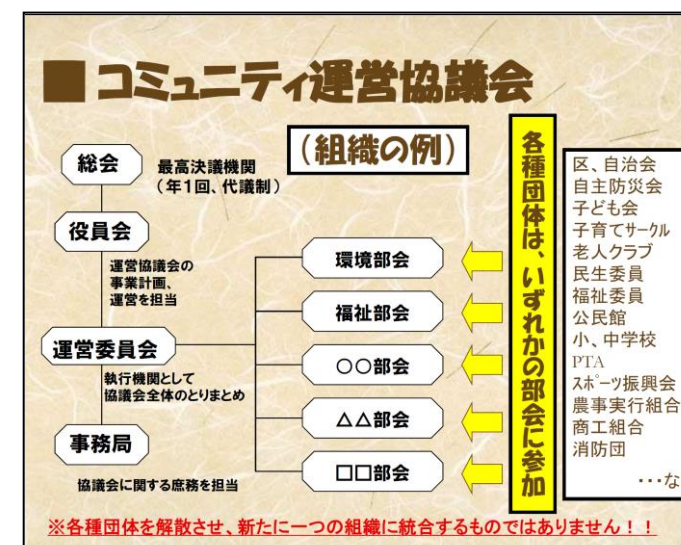 ■コミュニティ運営協議会
(組織の例)
総会
最高決議機関
(年1回、代議制)
役員会
運営協議会の
事業計画、
運営を担当
運営委員会
執行機関として
協議会全体のとりまとめ
事務局
協議会に関する庶務を担当
環境部会
福祉部会
○○部会
△△部会
□□部会
各種団体は、いずれかの部会に参加
区、自治会
自主防災会
子ども会
子育てサークル
老人クラブ
民生委員
福祉委員
公民館
小、中学校
PTA
スポーツ振興会
農事実行組合
商工組合
消防団
・・・な
※各種団体を解散させ、新たに一つの組織に統合するものではありません!!